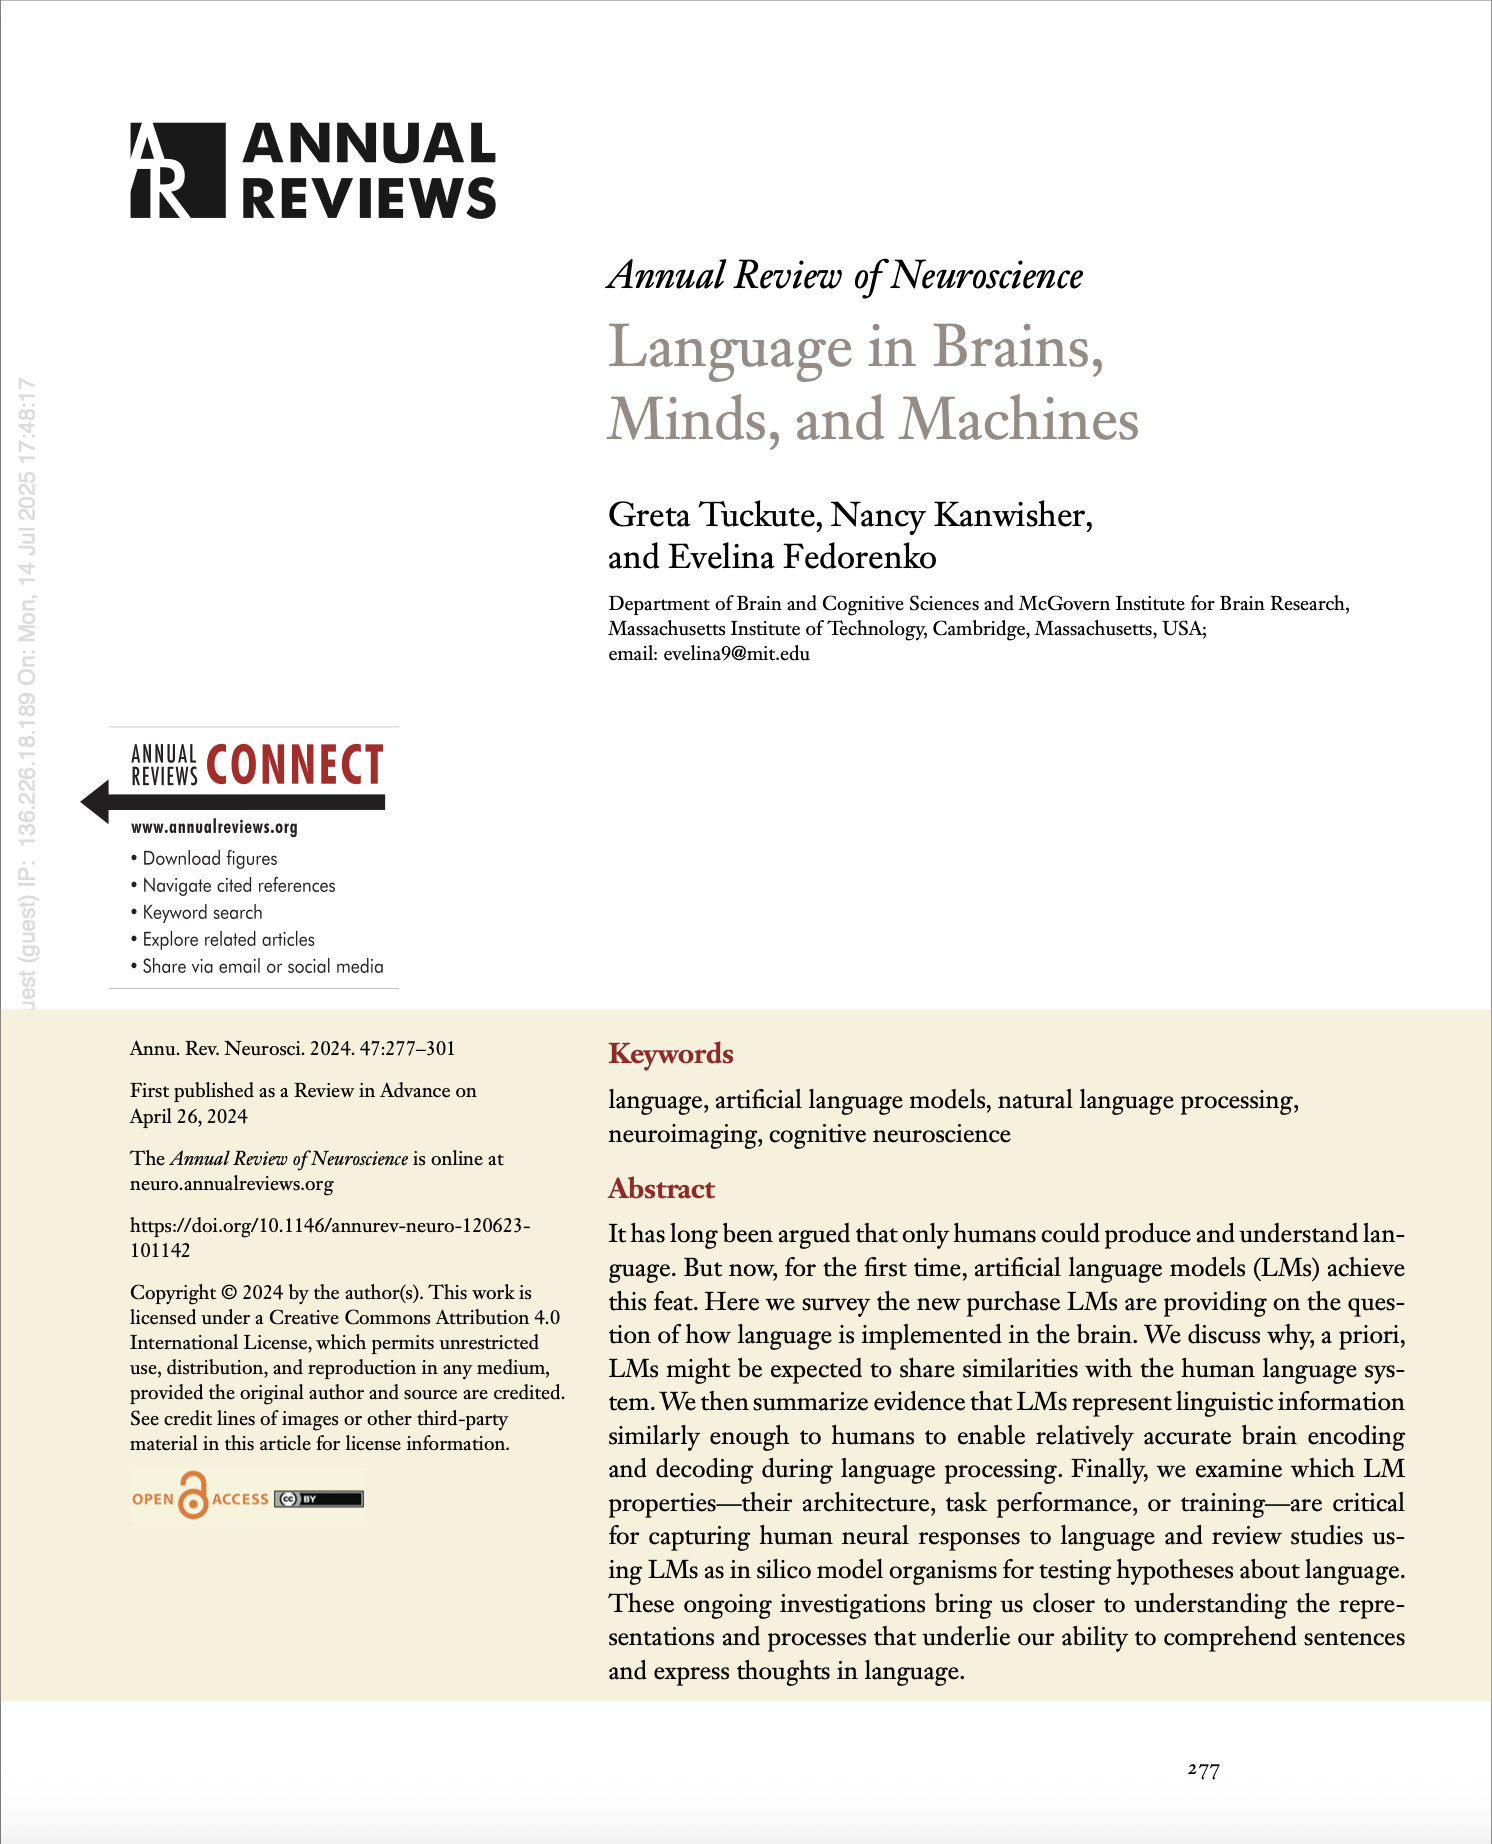 ANNUAL
REVIEWS
Annual Review of Neuroscience
Language in Brains,
Minds, and Machines
Greta Tuckute, Nancy Kanwisher,
and Evelina Fedorenko
Department of Brain and Cognitive Sciences and McGovern Institute for Brain Research,
Massachusetts Institute of Technology, Cambridge, Massachusetts, USA;
email: evelina9@mit.edu
(guest) IP: 136.226.18.189 On: Mon, 14 Jul 2025 17:48:17
ANNUAL
REVIEWS CONNECT
www.annualreviews.org
• Download figures
• Navigate cited references
• Keyword search
• Explore related articles
• Share via email or social media
Annu. Rev. Neurosci. 2024. 47:277–301
First published as a Review in Advance on
April 26, 2024
The Annual Review of Neuroscience is online at
neuro.annualreviews.org
https://doi.org/10.1146/annurev-neuro-120623-
101142
Copyright © 2024 by the author(s). This work is
licensed under a Creative Commons Attribution 4.0
International License, which permits unrestricted
use, distribution, and reproduction in any medium,
provided the original author and source are credited.
See credit lines of images or other third-party
material in this article for license information.
OPEN ACCESS cc BY
Keywords
language, artificial language models, natural language processing,
neuroimaging, cognitive neuroscience
Abstract
It has long been argued that only humans could produce and understand lan-
guage. But now, for the first time, artificial language models (LMs) achieve
this feat. Here we survey the new purchase LMs are providing on the ques-
tion of how language is implemented in the brain. We discuss why, a priori,
LMs might be expected to share similarities with the human language sys-
tem. We then summarize evidence that LMs represent linguistic information
similarly enough to humans to enable relatively accurate brain encoding
and decoding during language processing. Finally, we examine which LM
properties—their architecture, task performance, or training—are critical
for capturing human neural responses to language and review studies us-
ing LMs as in silico model organisms for testing hypotheses about language.
These ongoing investigations bring us closer to understanding the repre-
sentations and processes that underlie our ability to comprehend sentences
and express thoughts in language.
277